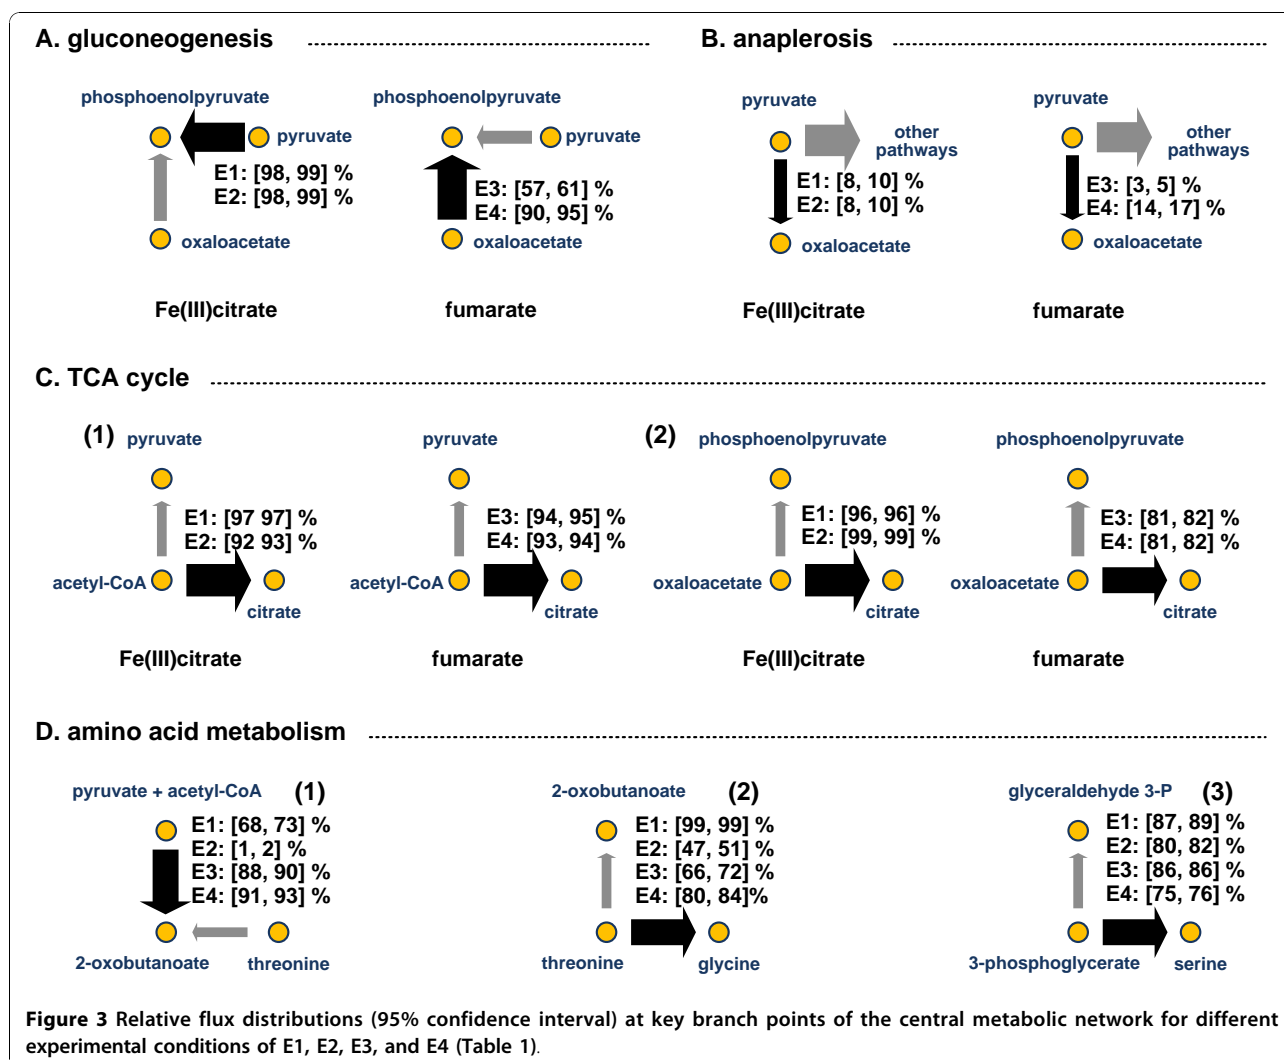 A. gluconeogenesis
phosphoenolpyruvate
pyruvate
E1: [98, 99] %
E2: [98, 99] %
oxaloacetate
Fe(III)citrate
phosphoenolpyruvate
pyruvate
E3: [57, 61] %
E4: [90, 95] %
oxaloacetate
fumarate
B. anaplerosis
pyruvate
other
pathways
E1: [8, 10] %
E2: [8, 10] %
oxaloacetate
Fe(III)citrate
pyruvate
other
pathways
E3: [3, 5] %
E4: [14, 17] %
oxaloacetate
fumarate
C. TCA cycle
(1) pyruvate
E1: [97 97] %
E2: [92 93] %
acetyl-CoA
citrate
Fe(III)citrate
pyruvate
E3: [94, 95] %
E4: [93, 94] %
acetyl-CoA
citrate
fumarate
(2) phosphoenolpyruvate
E1: [96, 96] %
E2: [99, 99] %
oxaloacetate
citrate
Fe(III)citrate
phosphoenolpyruvate
E3: [81, 82] %
E4: [81, 82] %
oxaloacetate
citrate
fumarate
D. amino acid metabolism
pyruvate + acetyl-CoA (1)
E1: [68, 73] %
E2: [1, 2] %
E3: [88, 90] %
E4: [91, 93] %
2-oxobutanoate threonine
2-oxobutanoate (2)
E1: [99, 99] %
E2: [47, 51] %
E3: [66, 72] %
E4: [80, 84]%
threonine glycine
glyceraldehyde 3-P (3)
E1: [87, 89] %
E2: [80, 82] %
E3: [86, 86] %
E4: [75, 76] %
3-phosphoglycerate serine
Figure 3 Relative flux distributions (95% confidence interval) at key branch points of the central metabolic network for different
experimental conditions of E1, E2, E3, and E4 (Table 1).